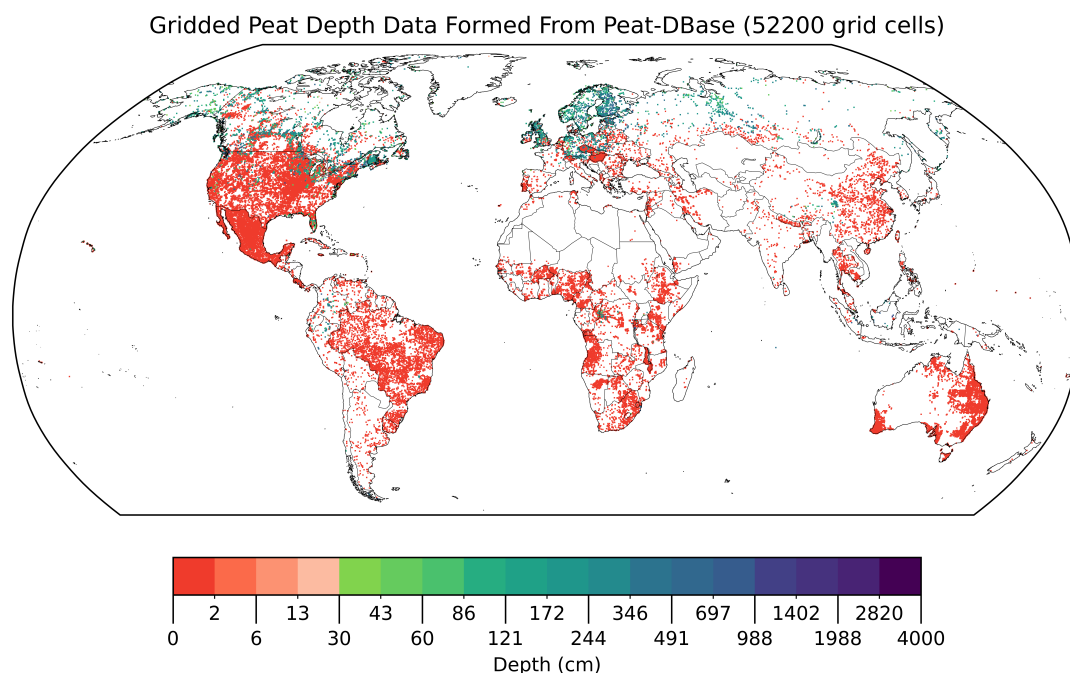 Gridded Peat Depth Data Formed From Peat-DBase (52200 grid cells)
2 13 43 86 172 346 697 1402 2820
0 6 30 60 121 244 491 988 1988 4000
Depth (cm)